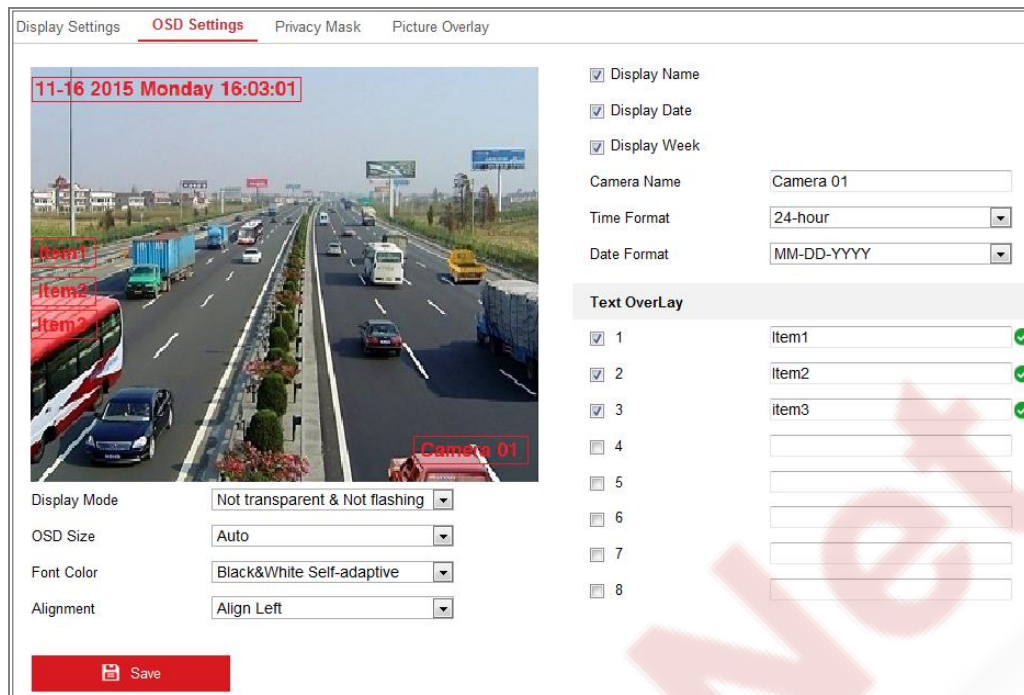 Display Settings
OSD Settings
Privacy Mask
Picture Overlay
11-16 2015 Monday 16:03:01
Item1
Item2
Item3
Camera 01
Display Mode
Not transparent & Not flashing
OSD Size
Auto
Font Color
Black&White Self-adaptive
Alignment
Align Left
Save
Display Name
Display Date
Display Week
Camera Name
Camera 01
Time Format
24-hour
Date Format
MM-DD-YYYY
Text OverLay
1
Item1
2
Item2
3
item3
4
5
6
7
8
Net